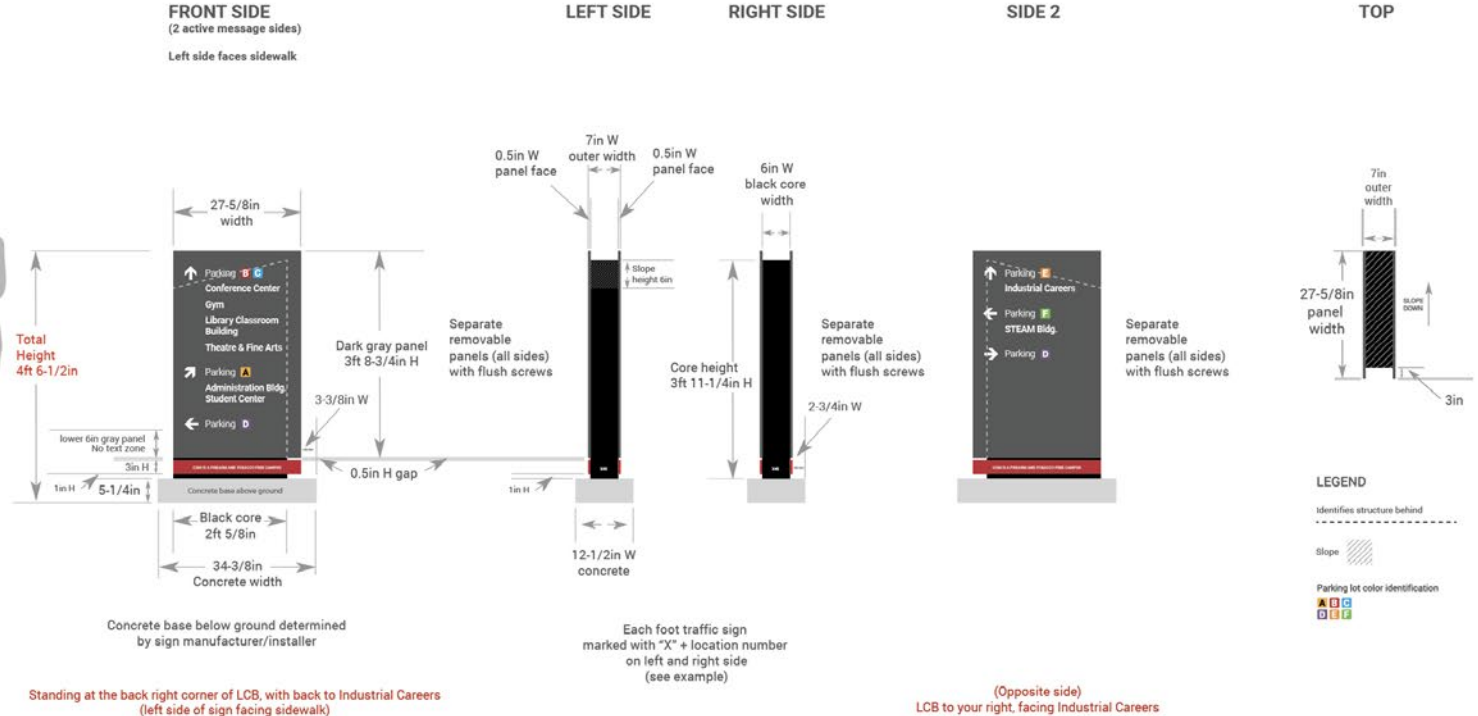 FRONT SIDE
(2 active message sides)
Left side faces sidewalk
LEFT SIDE
RIGHT SIDE
SIDE 2
TOP
27-5/8in
width
Parking B C
Conference Center
Gym
Library Classroom
Building
Theatre & Fine Arts
Parking A
Administration Bldg.
Student Center
Parking D
Total
Height
4ft 6-1/2in
Dark gray panel
3ft 8-3/4in H
3-3/8in W
lower 6in gray panel
No text zone
3in H
1in H
5-1/4in
0.5in H gap
Concrete base above ground
Black core
2ft 5/8in
34-3/8in
Concrete width
Concrete base below ground determined
by sign manufacturer/installer
Standing at the back right corner of LCB, with back to Industrial Careers
(left side of sign facing sidewalk)
Separate
removable
panels (all sides)
with flush screws
0.5in W
panel face
7in W
outer width
0.5in W
panel face
Slope
height 6in
1in H
12-1/2in W
concrete
6in W
black core
width
Core height
3ft 11-1/4in H
Separate
removable
panels (all sides)
with flush screws
2-3/4in W
Each foot traffic sign
marked with "X" + location number
on left and right side
(see example)
Parking E
Industrial Careers
Parking F
STEAM Bldg.
Parking D
Separate
removable
panels (all sides)
with flush screws
(Opposite side)
LCB to your right, facing Industrial Careers
7in
outer
width
27-5/8in
panel
width
SLOPE
DOWN
3in
LEGEND
Identifies structure behind
Slope
Parking lot color identification
A B C
D E F